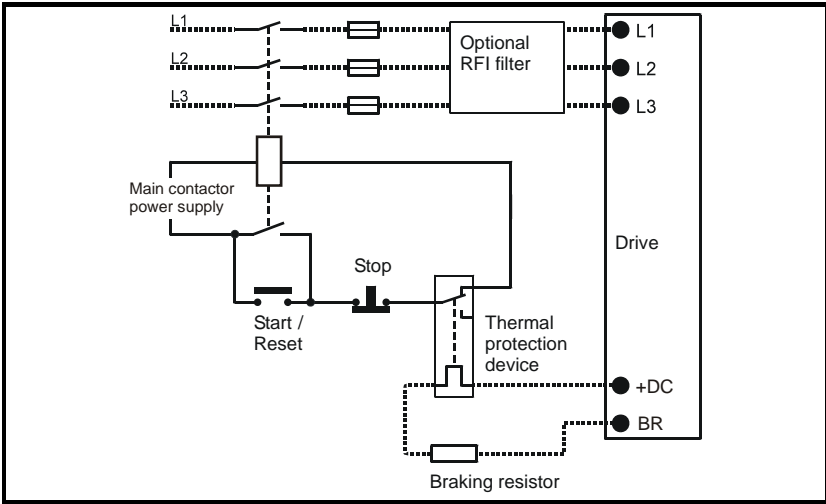 L1
Optional
RFI filter
L1
L2
L2
L3
L3
Main contactor
power supply
Drive
Stop
Start /
Reset
Thermal
protection
device
+DC
BR
Braking resistor